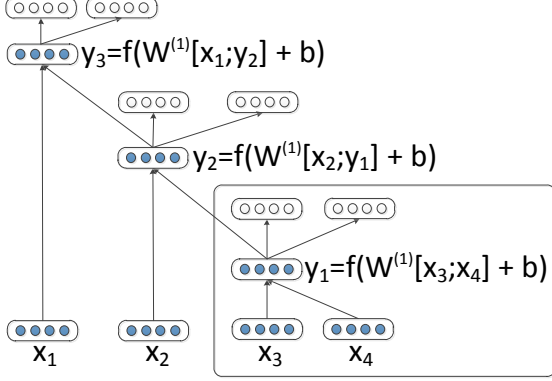 y₃=f(W⁽¹⁾[x₁;y₂] + b)
y₂=f(W⁽¹⁾[x₂;y₁] + b)
y₁=f(W⁽¹⁾[x₃;x₄] + b)
x₁ x₂ x₃ x₄